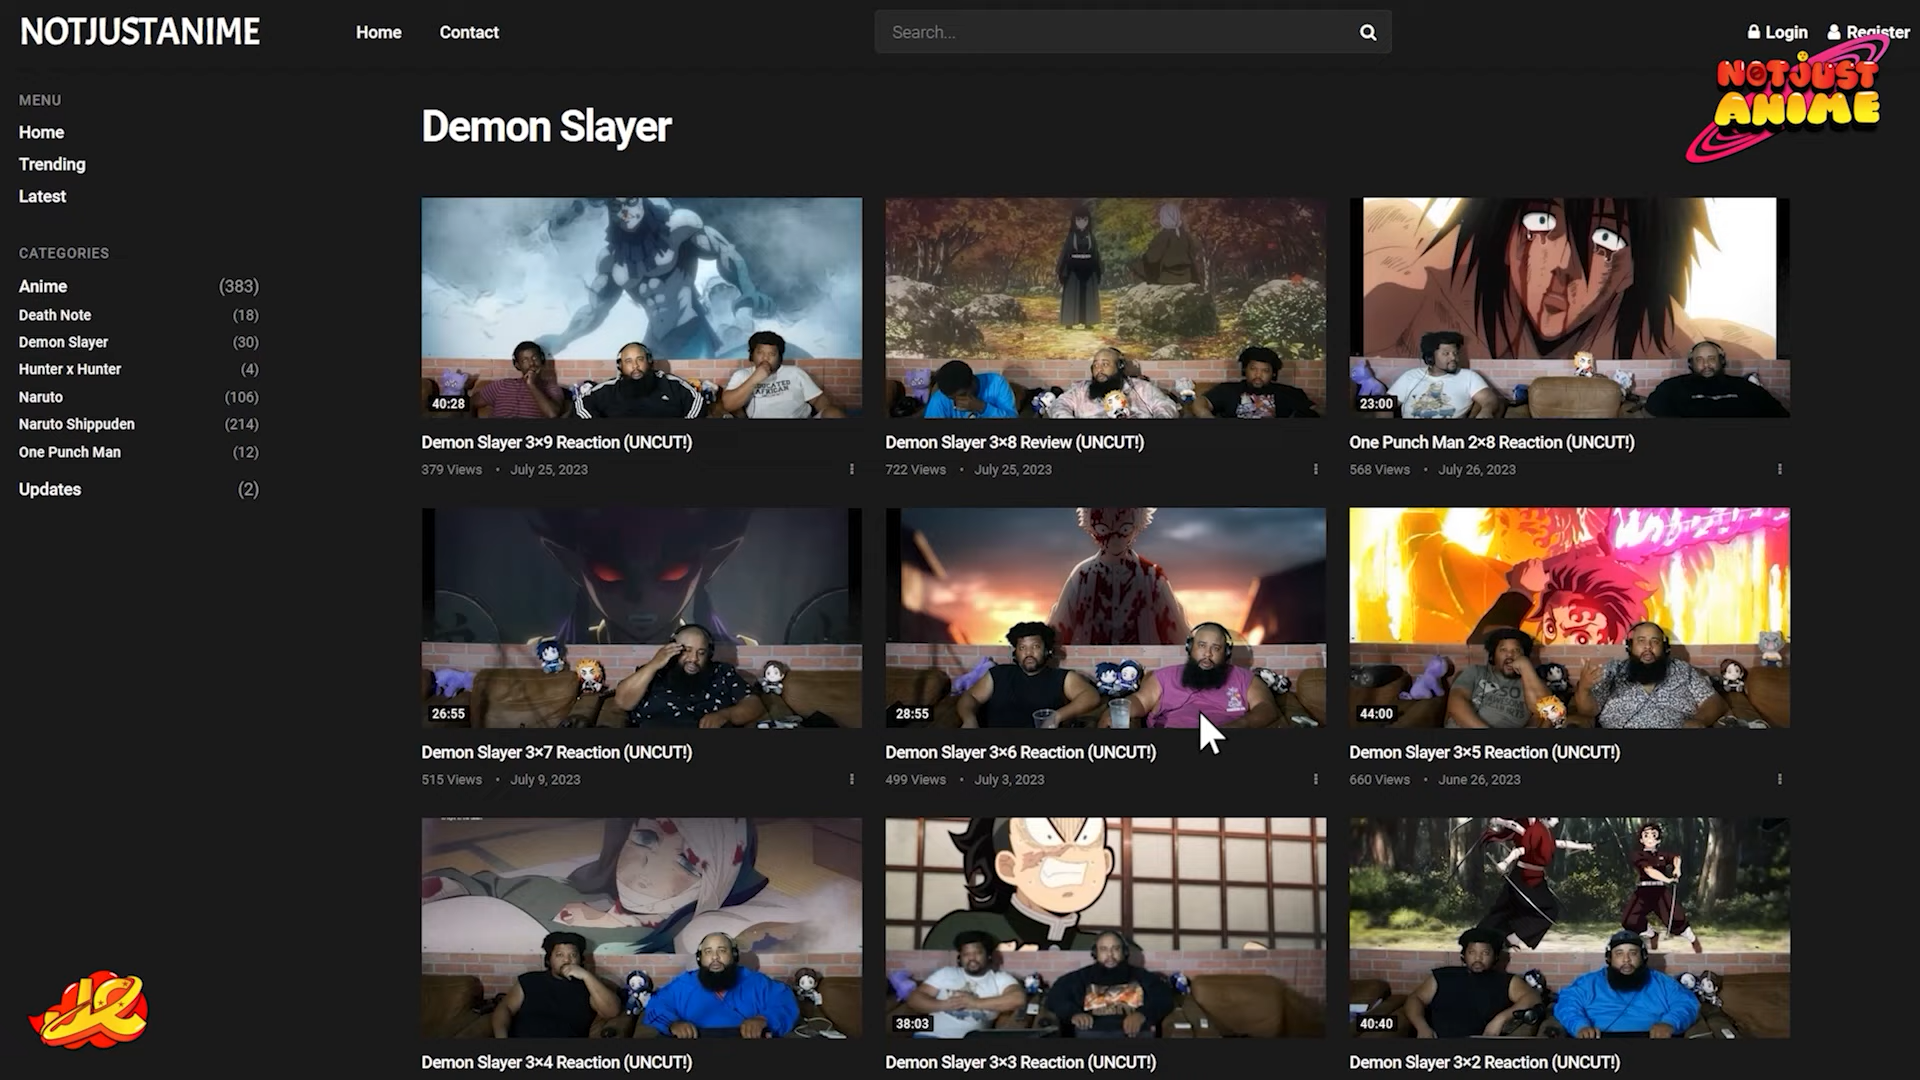 NOTJUSTANIME
Home
Contact
Search...
Login
Register
NOTJUST
ANIME
MENU
Home
Trending
Latest
CATEGORIES
Anime (383)
Death Note (18)
Demon Slayer (30)
Hunter x Hunter (4)
Naruto (106)
Naruto Shippuden (214)
One Punch Man (12)
Updates (2)
Demon Slayer
EDUCATED
AFRICAN
40:28
23:00
Demon Slayer 3×9 Reaction (UNCUT!)
Demon Slayer 3×8 Review (UNCUT!)
One Punch Man 2×8 Reaction (UNCUT!)
379 Views • July 25, 2023
722 Views • July 25, 2023
568 Views • July 26, 2023
26:55
28:55
44:00
Demon Slayer 3×7 Reaction (UNCUT!)
Demon Slayer 3×6 Reaction (UNCUT!)
Demon Slayer 3×5 Reaction (UNCUT!)
515 Views • July 9, 2023
499 Views • July 3, 2023
660 Views • June 26, 2023
38:03
40:40
Demon Slayer 3×4 Reaction (UNCUT!)
Demon Slayer 3×3 Reaction (UNCUT!)
Demon Slayer 3×2 Reaction (UNCUT!)